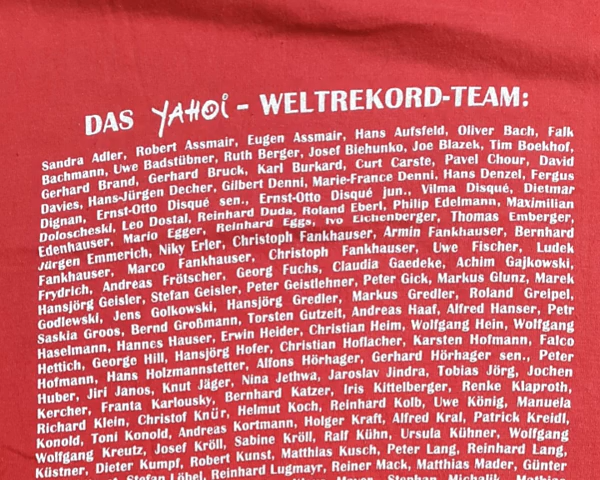 DAS YAHOi - WELTREKORD-TEAM:
Sandra Adler, Robert Assmair, Eugen Assmair, Hans Aufsfeld, Oliver Bach, Falk
Bachmann, Uwe Badstübner, Ruth Berger, Josef Biehunko, Joe Blazek, Tim Boekhof,
Gerhard Brand, Gerhard Bruck, Karl Burkard, Curt Carste, Pavel Chour, David
Davies, Hans-Jürgen Decher, Gilbert Denni, Marie-France Denni, Hans Denzel, Fergus
Dignan, Ernst-Otto Disqué sen., Ernst-Otto Disqué jun., Vilma Disqué, Dietmar
Doloscheski, Leo Dostal, Reinhard Duda, Roland Eberl, Philip Edelmann, Maximilian
Edenhauser, Mario Egger, Reinhard Eggs, Ivo Eichenberger, Thomas Emberger,
Jürgen Emmerich, Niky Erler, Christoph Fankhauser, Armin Fankhauser, Bernhard
Fankhauser, Marco Fankhauser, Christoph Fankhauser, Uwe Fischer, Ludek
Frydrich, Andreas Frötscher, Georg Fuchs, Claudia Gaedeke, Achim Gajkowski,
Hansjörg Geisler, Stefan Geisler, Peter Geistlehner, Peter Gick, Markus Glunz, Marek
Godlewski, Jens Golkowski, Hansjörg Gredler, Markus Gredler, Roland Greipel,
Saskia Groos, Bernd Großmann, Torsten Gutzeit, Andreas Haaf, Alfred Hanser, Petr
Haselmann, Hannes Hauser, Erwin Heider, Christian Heim, Wolfgang Hein, Wolfgang
Hettich, George Hill, Hansjörg Hofer, Christian Hoflacher, Karsten Hofmann, Falco
Hofmann, Hans Holzmannstetter, Alfons Hörhager, Gerhard Hörhager sen., Peter
Huber, Jiri Janos, Knut Jäger, Nina Jethwa, Jaroslav Jindra, Tobias Jörg, Jochen
Kercher, Franta Karlousky, Bernhard Katzer, Iris Kittelberger, Renke Klaproth,
Richard Klein, Christof Knür, Helmut Koch, Reinhard Kolb, Uwe König, Manuela
Konold, Toni Konold, Andreas Kortmann, Holger Kraft, Alfred Kral, Patrick Kreidl,
Wolfgang Kreutz, Josef Kröll, Sabine Kröll, Ralf Kühn, Ursula Kühner, Wolfgang
Küstner, Dieter Kumpf, Robert Kunst, Matthias Kusch, Peter Lang, Reinhard Lang,
Stefan Löbel, Reinhard Lugmayr, Reiner Mack, Matthias Mader, Günter
Meyer, Stephan Michalik, Mathias